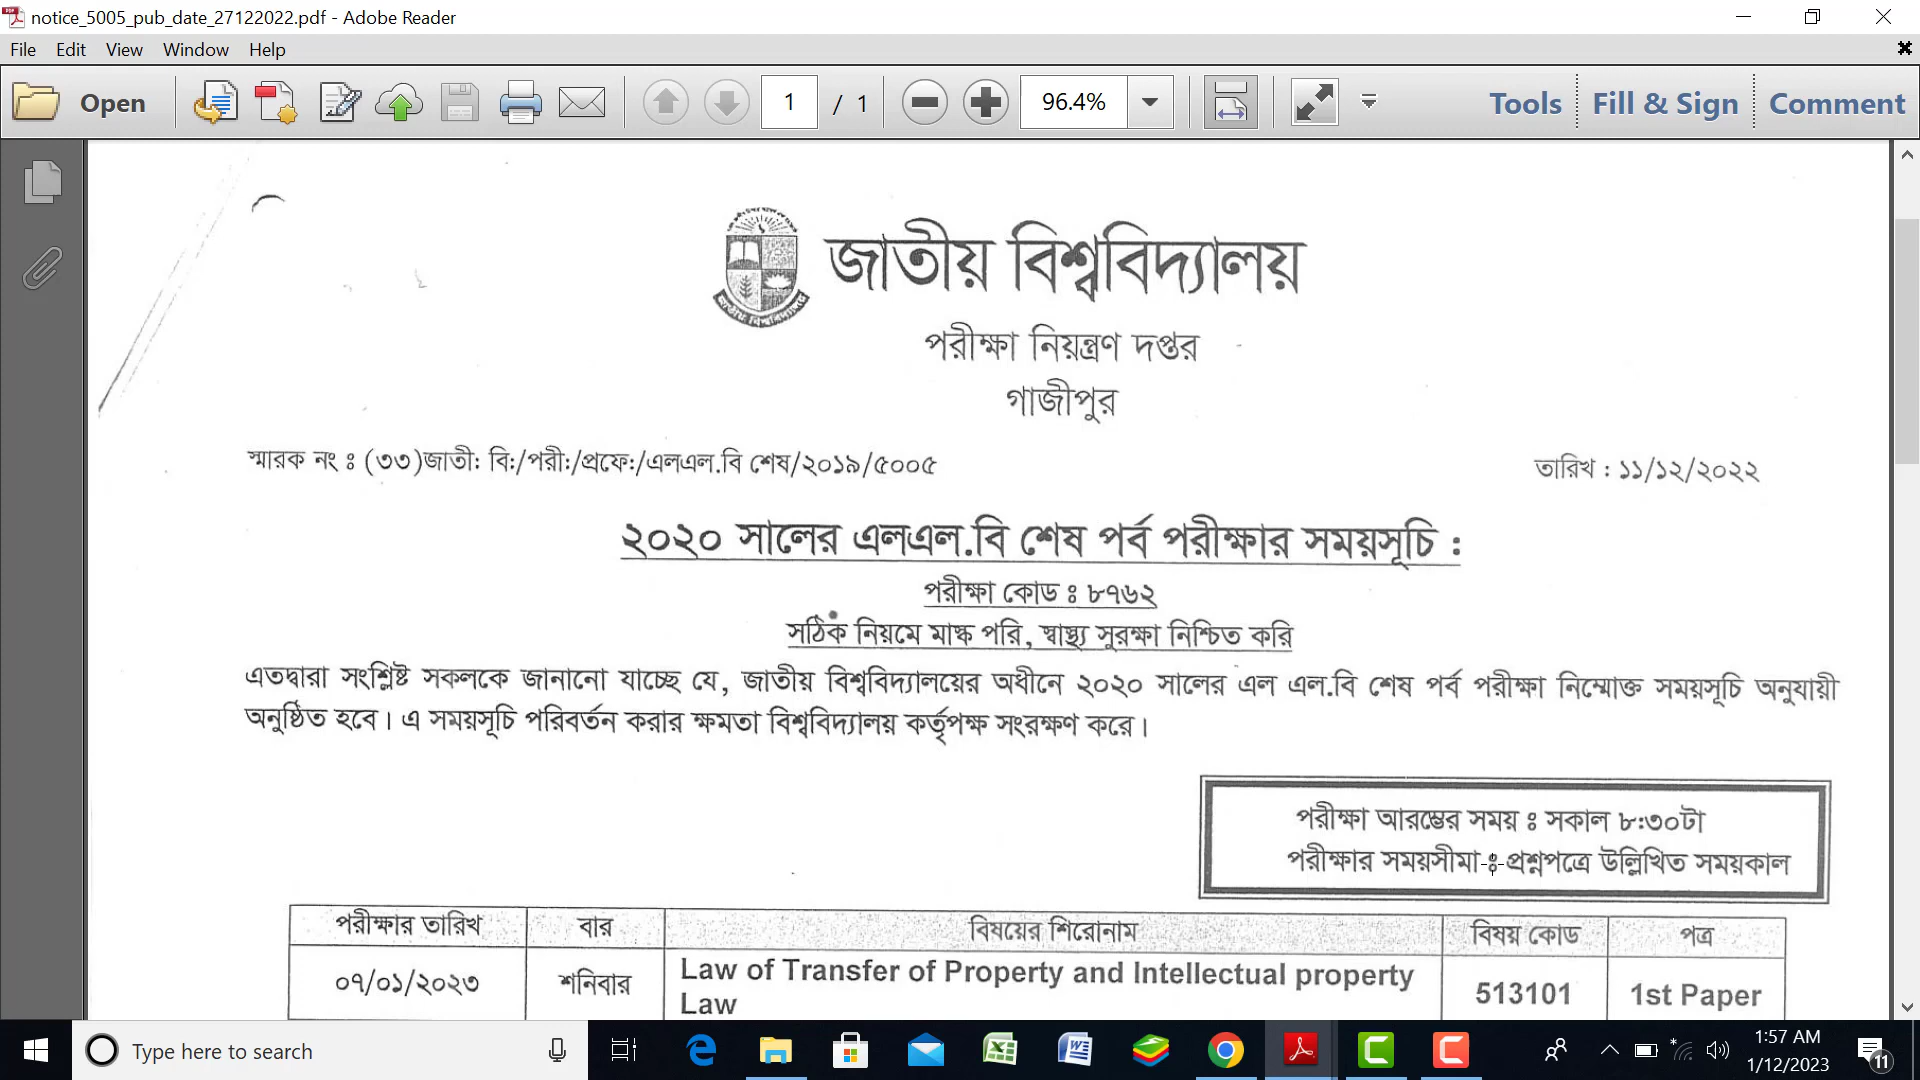 notice_5005_pub_date_27122022.pdf - Adobe Reader
File Edit View Window Help
Open 1 / 1 96.4% Tools Fill & Sign Comment
জাতীয় বিশ্ববিদ্যালয়
পরীক্ষা নিয়ন্ত্রণ দপ্তর
গাজীপুর
স্মারক নং ঃ (৩৩)জাতী: বি:/পরী:/প্রফে:/এলএল.বি শেষ/২০১৯/৫০০৫
তারিখ : ১১/১২/২০২২
২০২০ সালের এলএল.বি শেষ পর্ব পরীক্ষার সময়সূচি :
পরীক্ষা কোড ঃ ৮৭৬২
সঠিক নিয়মে মাস্ক পরি, স্বাস্থ্য সুরক্ষা নিশ্চিত করি
এতদ্বারা সংশ্লিষ্ট সকলকে জানানো যাচ্ছে যে, জাতীয় বিশ্ববিদ্যালয়ের অধীনে ২০২০ সালের এল এল.বি শেষ পর্ব পরীক্ষা নিম্মোক্ত সময়সূচি অনুযায়ী
অনুষ্ঠিত হবে। এ সময়সূচি পরিবর্তন করার ক্ষমতা বিশ্ববিদ্যালয় কর্তৃপক্ষ সংরক্ষণ করে।
পরীক্ষা আরম্ভের সময় ঃ সকাল ৮:৩০টা
পরীক্ষার সময়সীমা ঃ প্রশ্নপত্রে উল্লিখিত সময়কাল
পরীক্ষার তারিখ বার বিষয়ের শিরোনাম বিষয় কোড পত্র
০৭/০১/২০২৩ শনিবার Law of Transfer of Property and Intellectual property
Law 513101 1st Paper
Type here to search
1:57 AM
1/12/2023
11